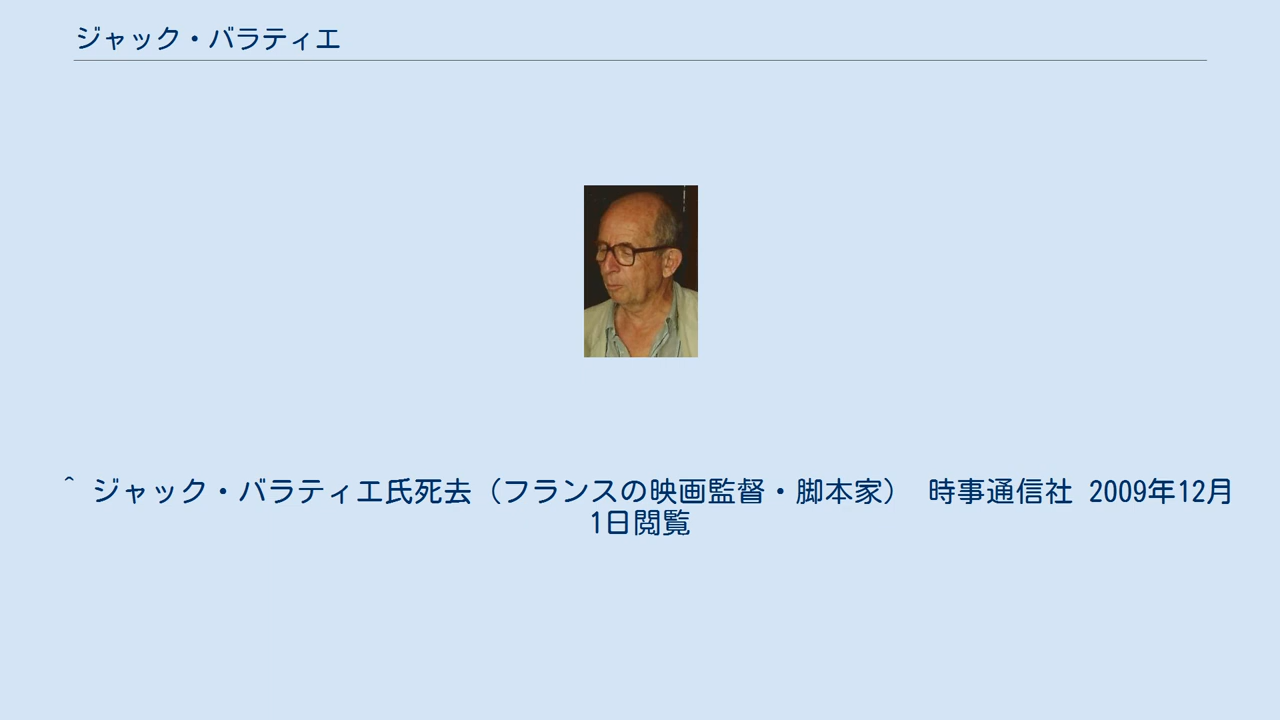 ジャック・バラティエ
^ ジャック・バラティエ氏死去（フランスの映画監督・脚本家） 時事通信社 2009年12月
1日閲覧